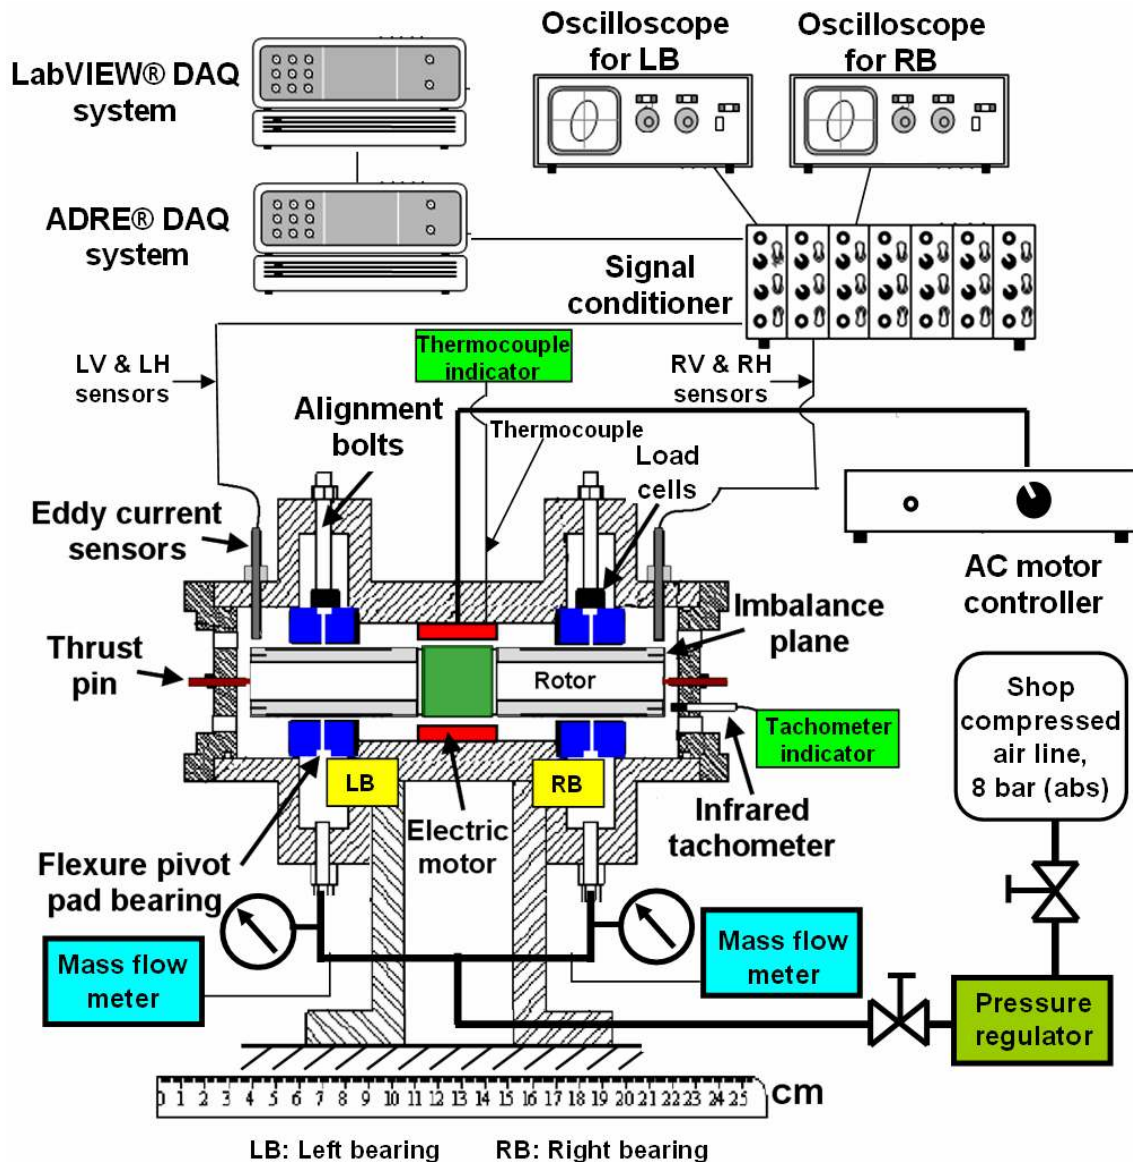 Oscilloscope
for LB
Oscilloscope
for RB
LabVIEW® DAQ
system
ADRE® DAQ
system
Signal
conditioner
Thermocouple
indicator
LV & LH
sensors
RV & RH
sensors
Alignment
bolts
Thermocouple
Load
cells
Eddy current
sensors
AC motor
controller
Imbalance
plane
Thrust
pin
Rotor
Shop
compressed
air line,
8 bar (abs)
Tachometer
indicator
LB
RB
Infrared
tachometer
Electric
motor
Flexure pivot
pad bearing
Mass flow
meter
Mass flow
meter
Pressure
regulator
0 1 2 3 4 5 6 7 8 9 10 11 12 13 14 15 16 17 18 19 20 21 22 23 24 25 cm
LB: Left bearing RB: Right bearing